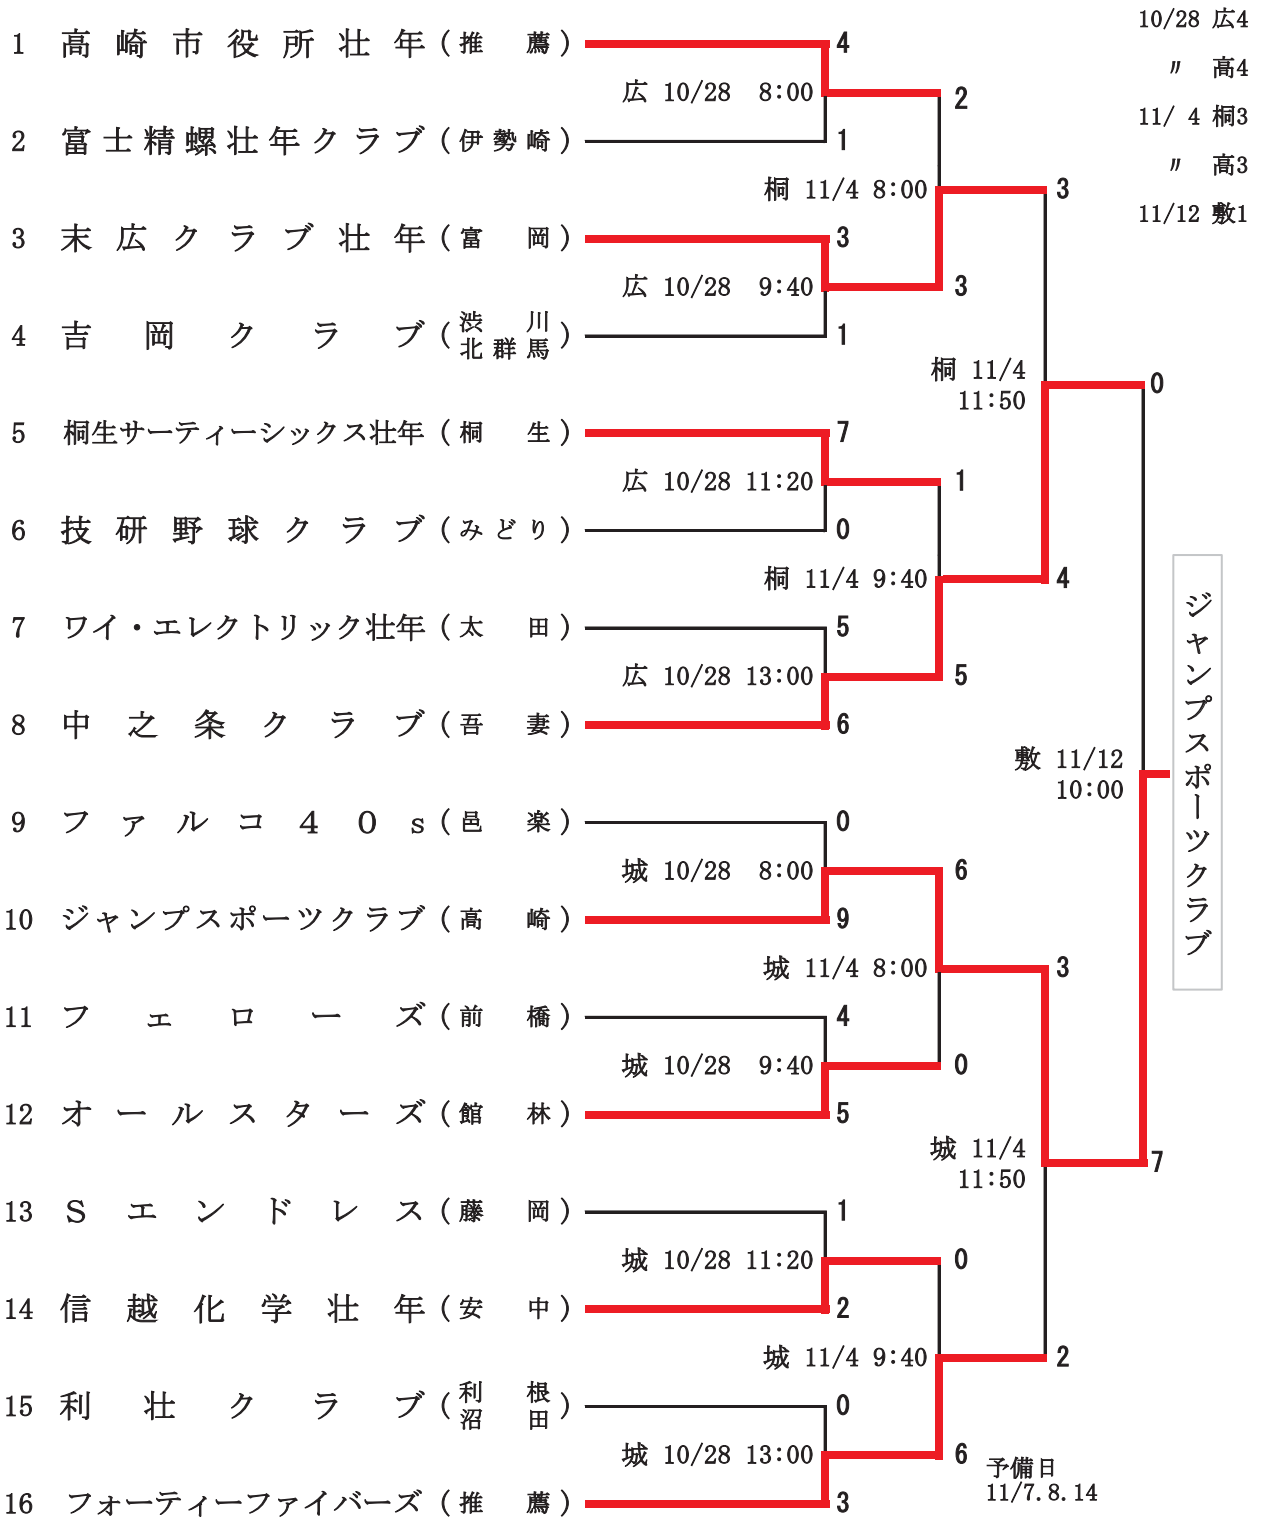 10/28 広4
〃 高4
11/ 4 桐3
〃 高3
11/12 敷1
1 高崎市役所壮年(推薦) 4
広 10/28 8:00 2
2 富士精螺壮年クラブ(伊勢崎) 1
桐 11/4 8:00 3
3 末広クラブ壮年(富岡) 3
広 10/28 9:40 3
4 吉岡クラブ(渋川北群馬) 1
桐 11/4
11:50 0
5 桐生サーティーシックス壮年(桐生) 7
広 10/28 11:20 1
6 技研野球クラブ(みどり) 0
桐 11/4 9:40 4
7 ワイ・エレクトリック壮年(太田) 5
広 10/28 13:00 5
8 中之条クラブ(吾妻) 6
敷 11/12
10:00
ジャンプスポーツクラブ
9 ファルコ40s(邑楽) 0
城 10/28 8:00 6
10 ジャンプスポーツクラブ(高崎) 9
城 11/4 8:00 3
11 フェローズ(前橋) 4
城 10/28 9:40 0
12 オールスターズ(館林) 5
城 11/4
11:50 7
13 Sエンドレス(藤岡) 1
城 10/28 11:20 0
14 信越化学壮年(安中) 2
城 11/4 9:40 2
15 利壮クラブ(利根沼田) 0
城 10/28 13:00 6
16 フォーティーファイバーズ(推薦) 3
予備日
11/7.8.14